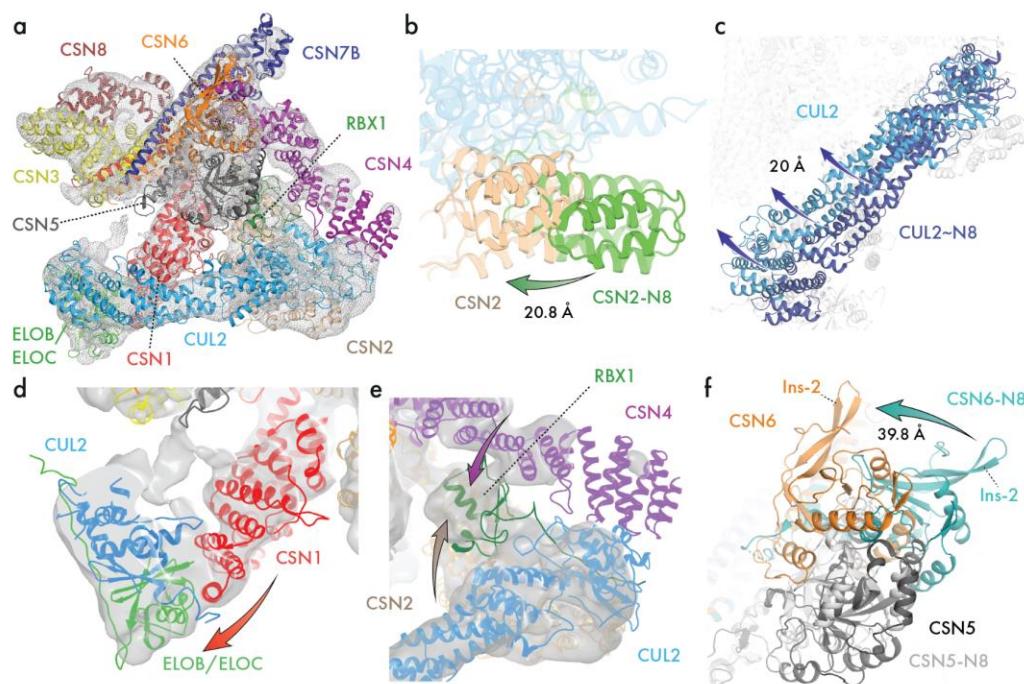 a
CSN8
CSN6
CSN7B
RBX1
CSN4
CSN3
CSN5
ELOB/
ELOC
CSN1
CUL2
CSN2
b
CSN2
CSN2-N8
20.8 Å
c
CUL2
20 Å
CUL2~N8
d
CUL2
CSN1
ELOB/ELOC
e
RBX1
CSN4
CSN2
CUL2
f
Ins-2
CSN6
CSN6-N8
39.8 Å
Ins-2
CSN5
CSN5-N8